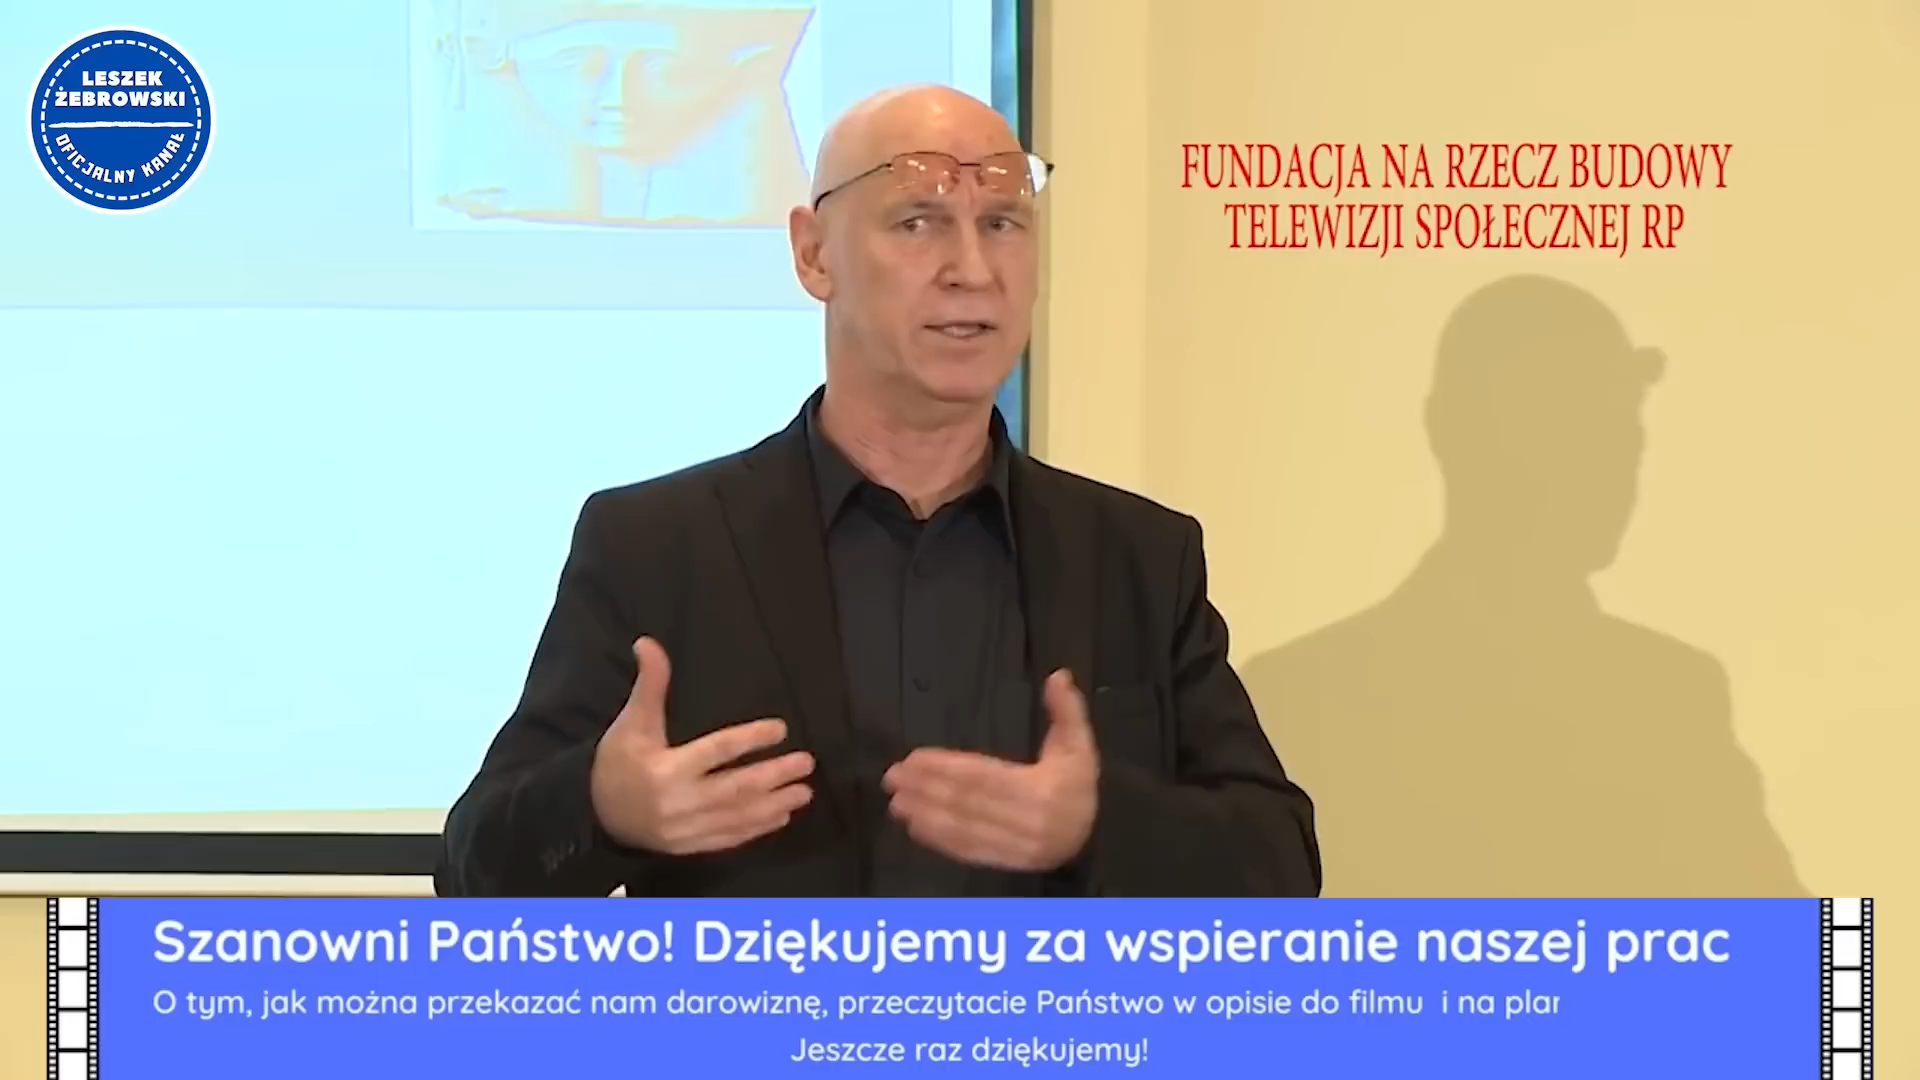 LESZEK
ŻEBROWSKI
OFICJALNY KANAŁ
FUNDACJA NA RZECZ BUDOWY
TELEWIZJI SPOŁECZNEJ RP
Szanowni Państwo! Dziękujemy za wspieranie naszej prac
O tym, jak można przekazać nam darowiznę, przeczytacie Państwo w opisie do filmu i na plan
Jeszcze raz dziękujemy!